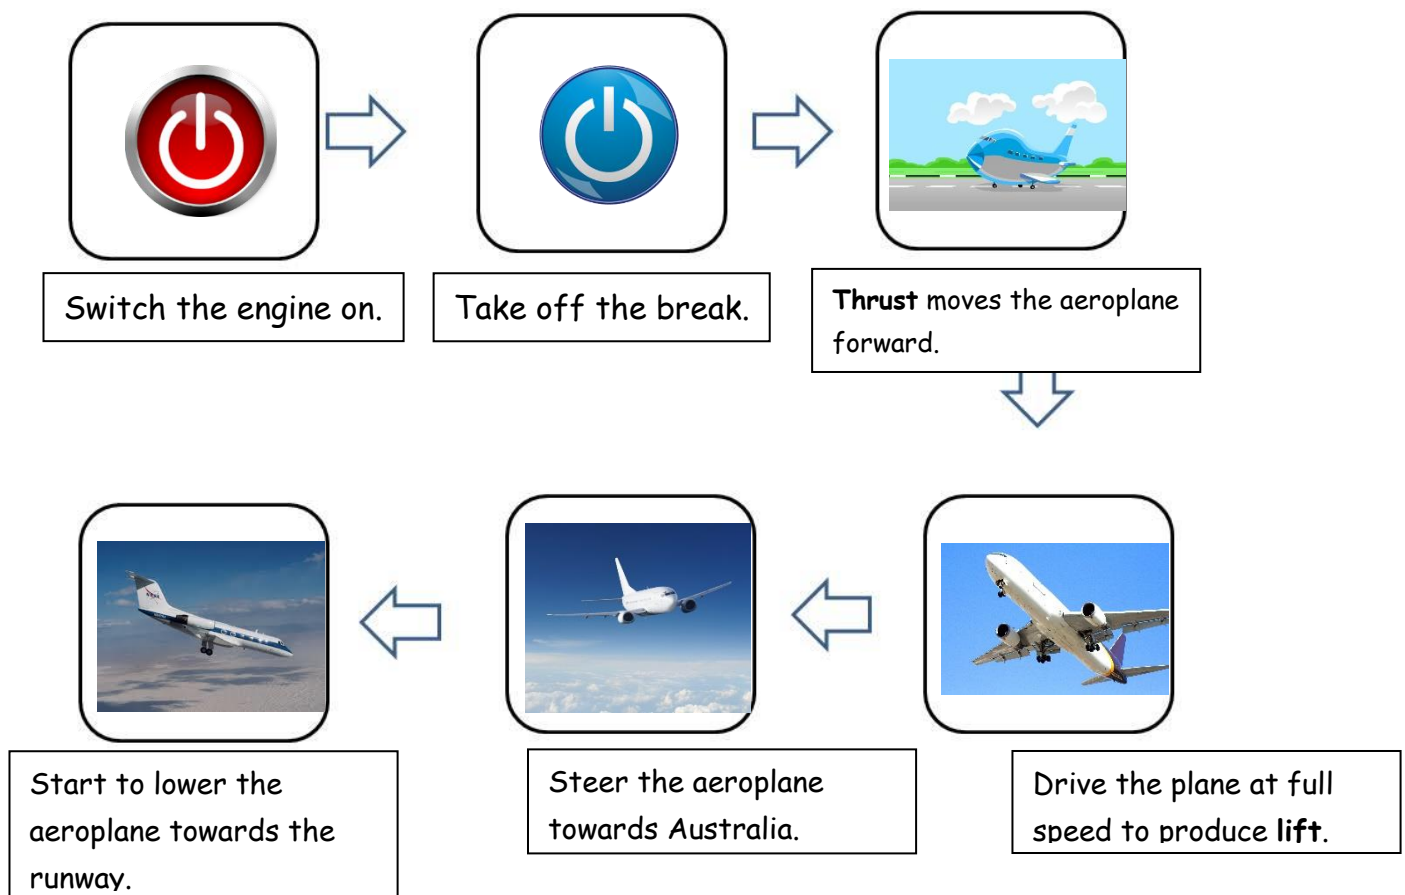 Switch the engine on.
Take off the break.
Thrust moves the aeroplane
forward.
Drive the plane at full
speed to produce lift.
Steer the aeroplane
towards Australia.
Start to lower the
aeroplane towards the
runway.